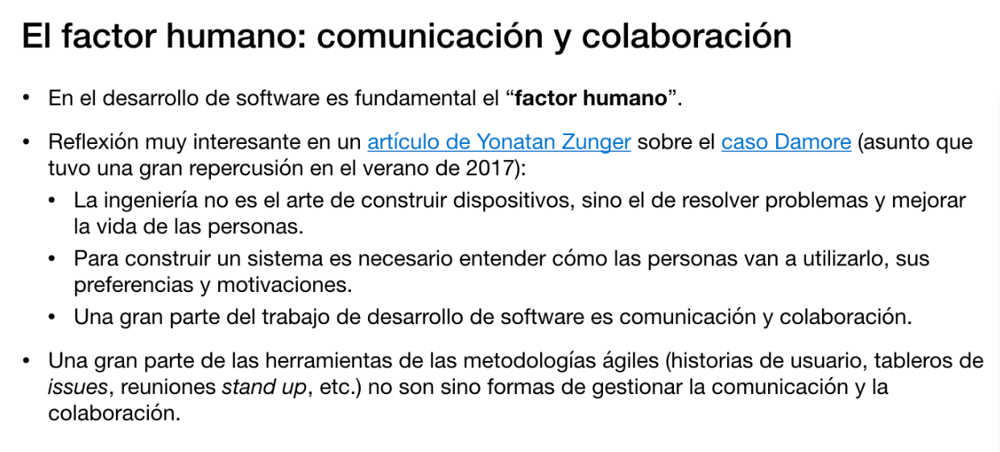 El factor humano: comunicación y colaboración
• En el desarrollo de software es fundamental el “factor humano”.
• Reflexión muy interesante en un artículo de Yonatan Zunger sobre el caso Damore (asunto que
tuvo una gran repercusión en el verano de 2017):
• La ingeniería no es el arte de construir dispositivos, sino el de resolver problemas y mejorar
la vida de las personas.
• Para construir un sistema es necesario entender cómo las personas van a utilizarlo, sus
preferencias y motivaciones.
• Una gran parte del trabajo de desarrollo de software es comunicación y colaboración.
• Una gran parte de las herramientas de las metodologías ágiles (historias de usuario, tableros de
issues, reuniones stand up, etc.) no son sino formas de gestionar la comunicación y la
colaboración.